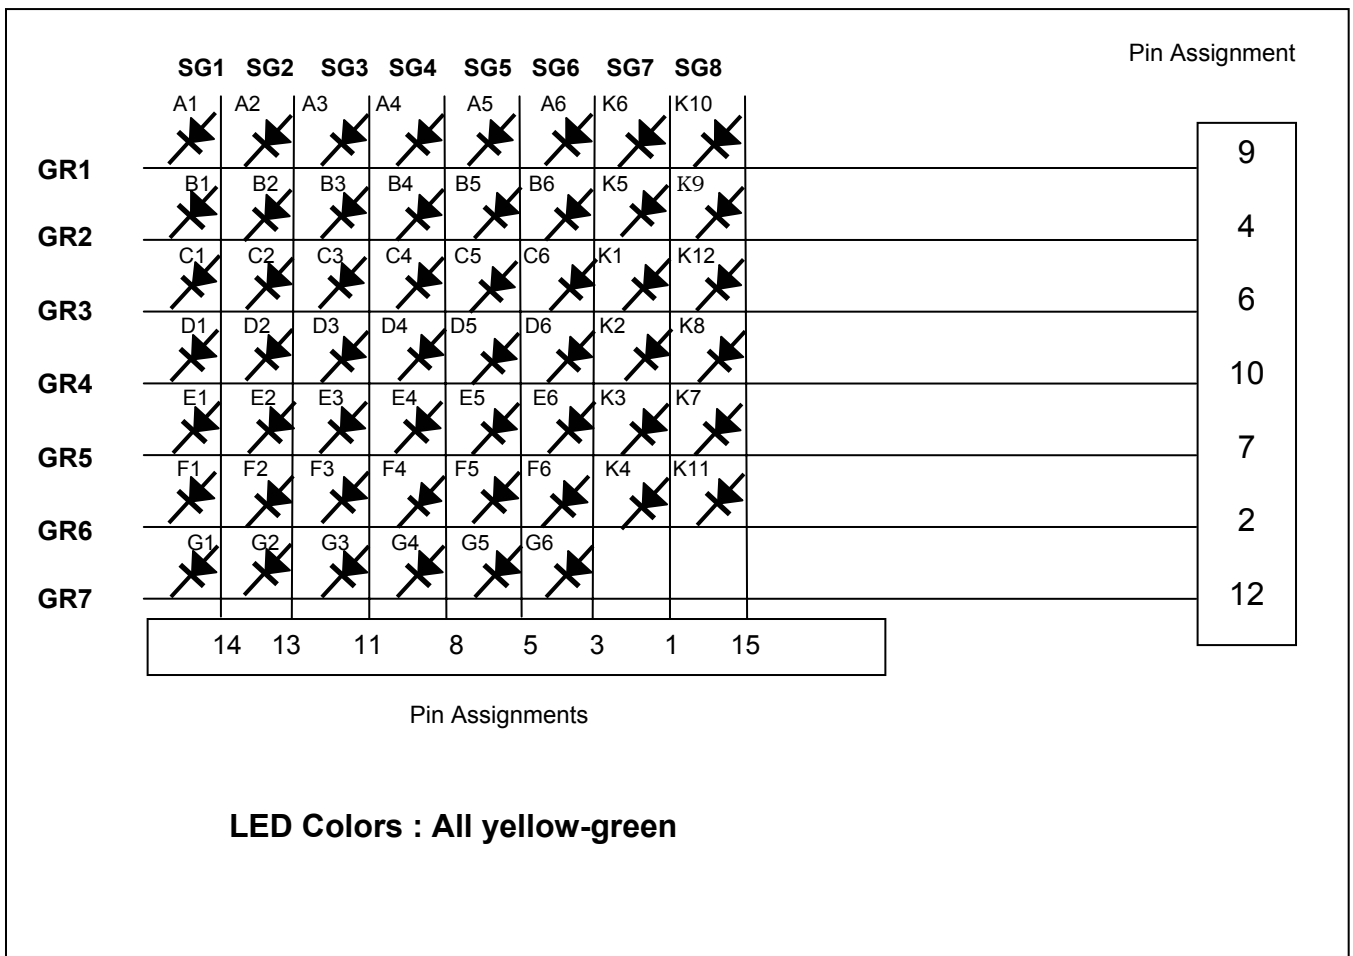 Pin Assignment
SG1 SG2 SG3 SG4 SG5 SG6 SG7 SG8
A1 A2 A3 A4 A5 A6 K6 K10
GR1 9
B1 B2 B3 B4 B5 B6 K5 K9
GR2 4
C1 C2 C3 C4 C5 C6 K1 K12
GR3 6
D1 D2 D3 D4 D5 D6 K2 K8
GR4 10
E1 E2 E3 E4 E5 E6 K3 K7
GR5 7
F1 F2 F3 F4 F5 F6 K4 K11
GR6 2
G1 G2 G3 G4 G5 G6
GR7 12
14 13 11 8 5 3 1 15
Pin Assignments
LED Colors : All yellow-green